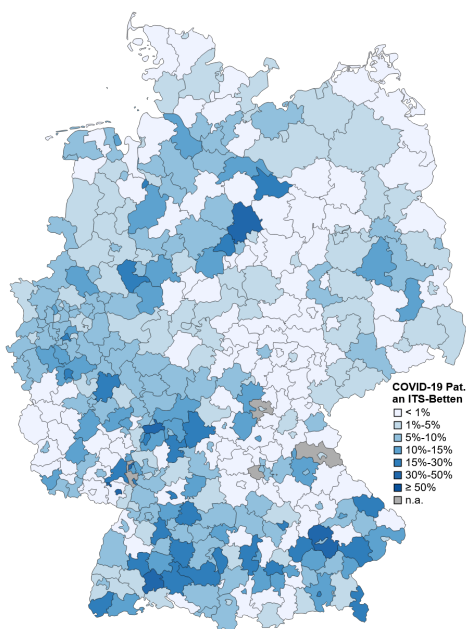 COVID-19 Pat.
an ITS-Betten
< 1%
1%-5%
5%-10%
10%-15%
15%-30%
30%-50%
≥ 50%
n.a.